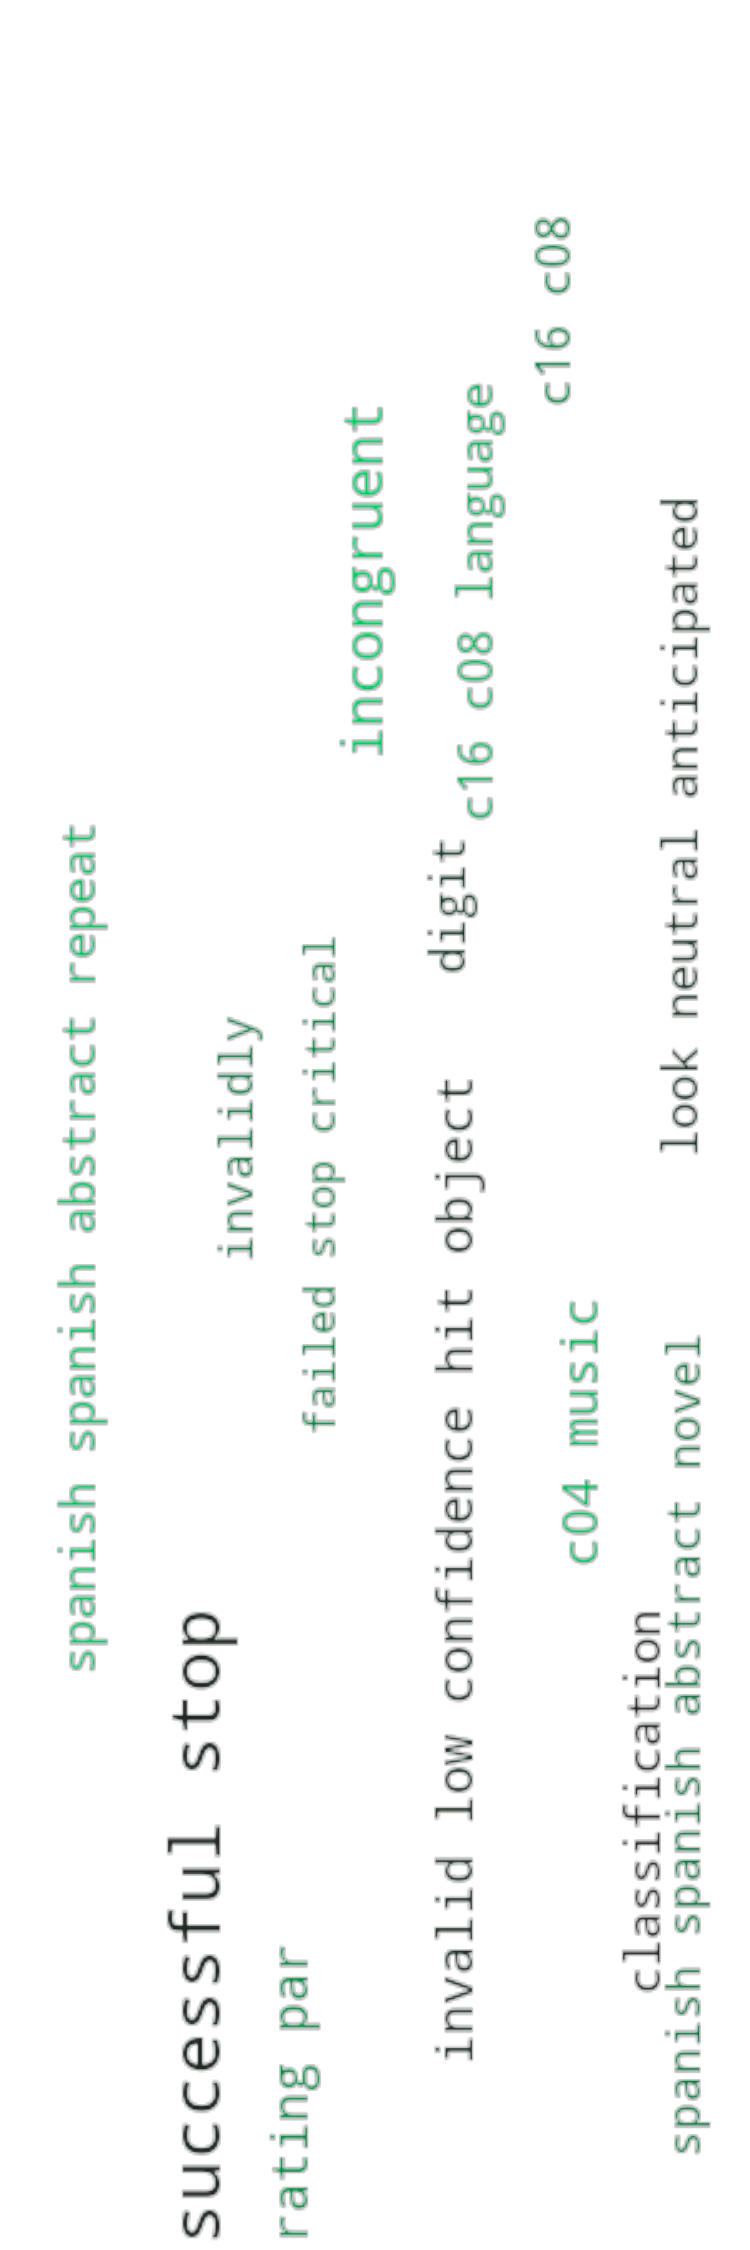 spanish spanish abstract repeat
successful stop
invalidly
rating par
failed stop critical
incongruent
digit
invalid low confidence hit object
c16 c08 language
c16 c08
c04 music
classification
look neutral anticipated
spanish spanish abstract novel